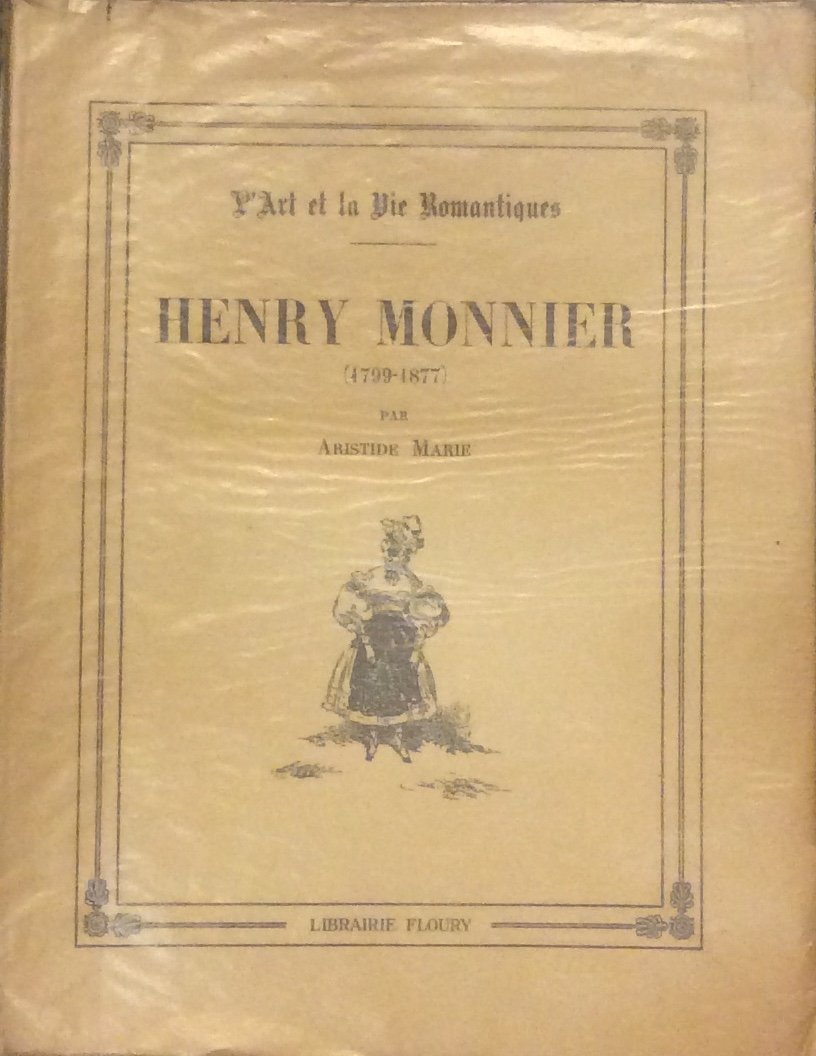 L'Art et la Vie Romantiques
HENRY MONNIER
(1799-1877)
PAR
ARISTIDE MARIE
LIBRAIRIE FLOURY